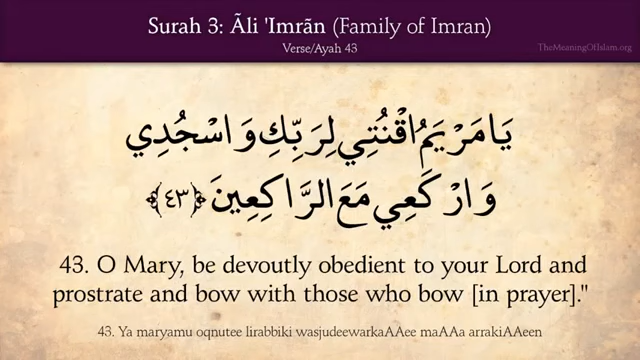 Surah 3: Ãli 'Imrãn (Family of Imran)
Verse/Ayah 43
TheMeaningOfIslam.org
يَا مَرْيَمُ اقْنُتِي لِرَبِّكِ وَاسْجُدِي
وَارْكَعِي مَعَ الرَّاكِعِينَ ﴿٤٣﴾
43. O Mary, be devoutly obedient to your Lord and
prostrate and bow with those who bow [in prayer]."
43. Ya maryamu oqnutee lirabbiki wasjudeewarkaAAee maAAa arrakiAAeen